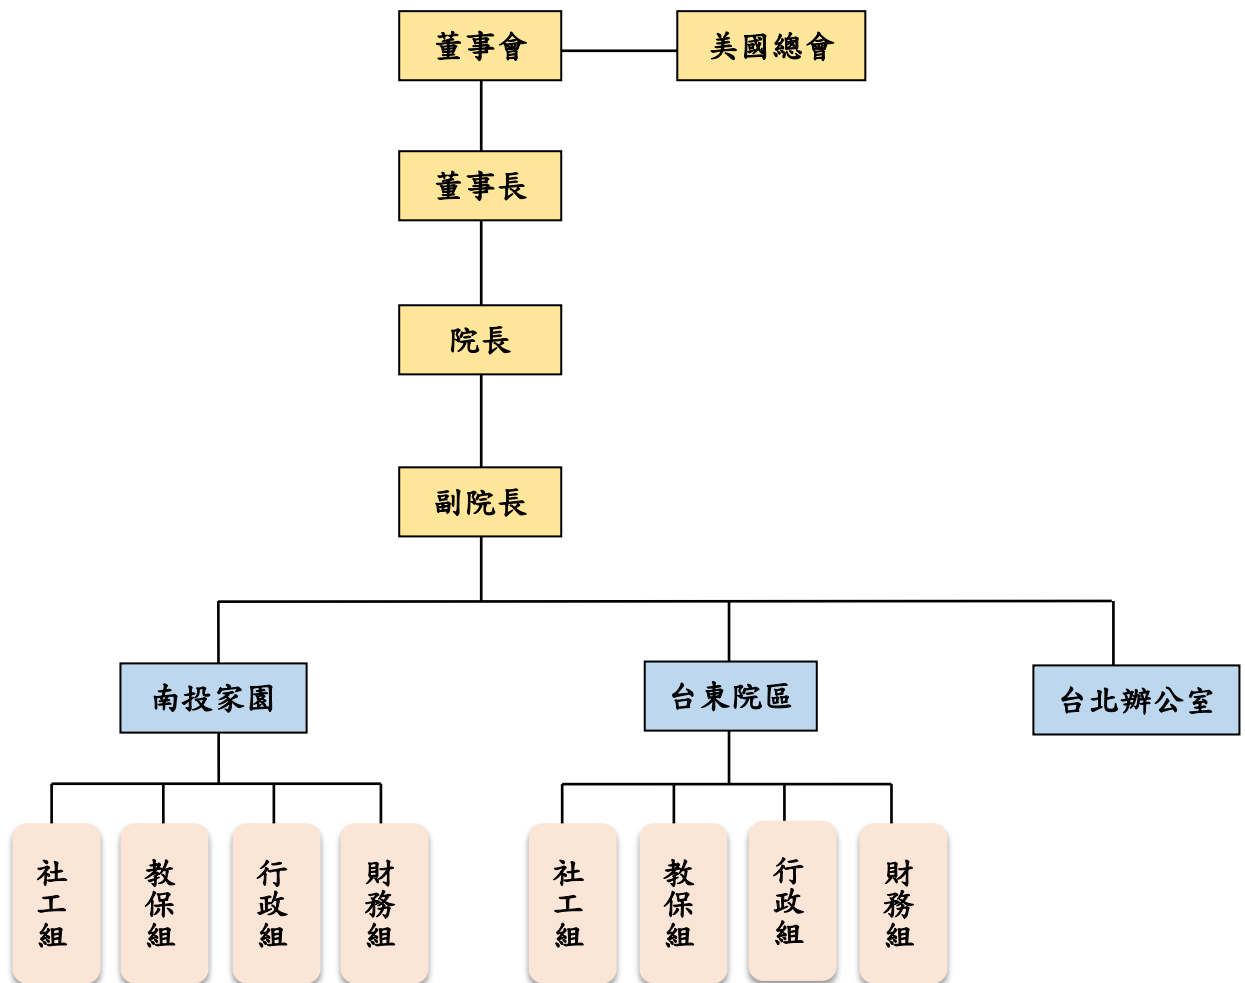 董事會
美國總會
董事長
院長
副院長
南投家園
台東院區
台北辦公室
社工組
教保組
行政組
財務組
社工組
教保組
行政組
財務組